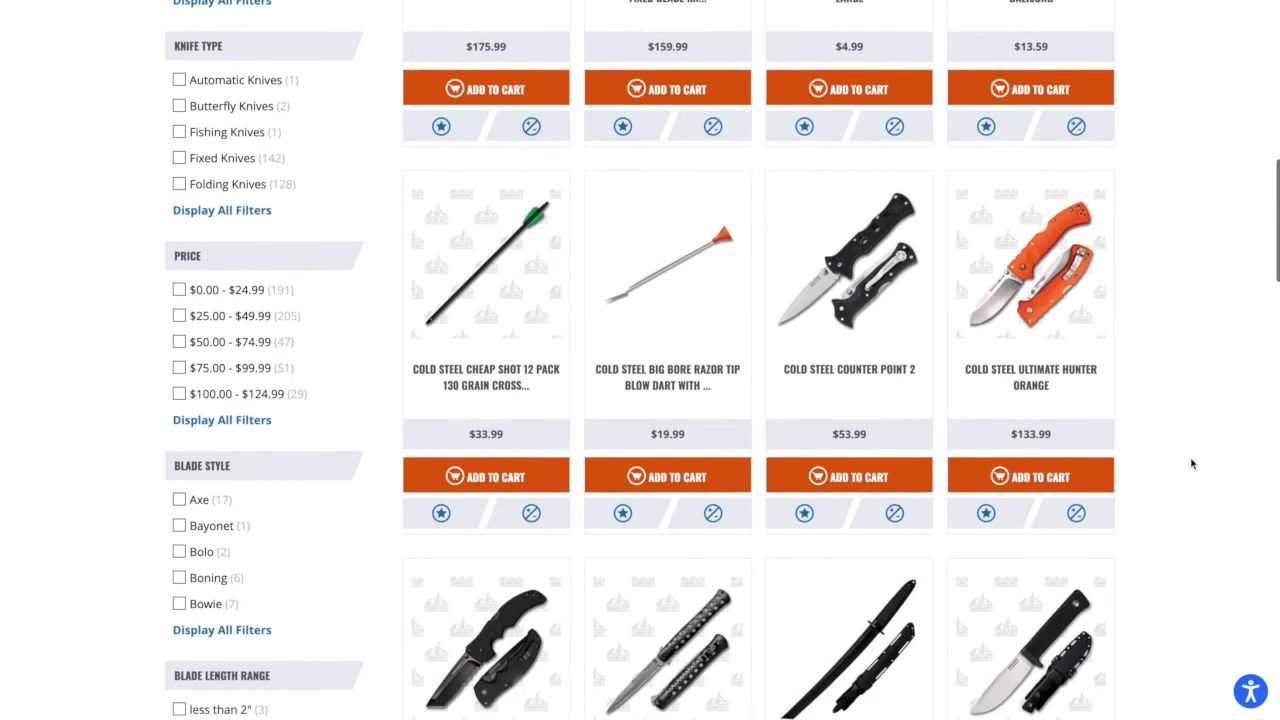 Display All Filters
KNIFE TYPE
Automatic Knives (1)
Butterfly Knives (2)
Fishing Knives (1)
Fixed Knives (142)
Folding Knives (128)
Display All Filters
PRICE
$0.00 - $24.99 (191)
$25.00 - $49.99 (205)
$50.00 - $74.99 (47)
$75.00 - $99.99 (51)
$100.00 - $124.99 (29)
Display All Filters
BLADE STYLE
Axe (17)
Bayonet (1)
Bolo (2)
Boning (6)
Bowie (7)
Display All Filters
BLADE LENGTH RANGE
less than 2" (3)
FIXED BLADE AN...
LARGE
BALISONG
$175.99
$159.99
$4.99
$13.59
ADD TO CART
ADD TO CART
ADD TO CART
ADD TO CART
COLD STEEL CHEAP SHOT 12 PACK
130 GRAIN CROSS...
COLD STEEL BIG BORE RAZOR TIP
BLOW DART WITH ...
COLD STEEL COUNTER POINT 2
COLD STEEL ULTIMATE HUNTER
ORANGE
$33.99
$19.99
$53.99
$133.99
ADD TO CART
ADD TO CART
ADD TO CART
ADD TO CART